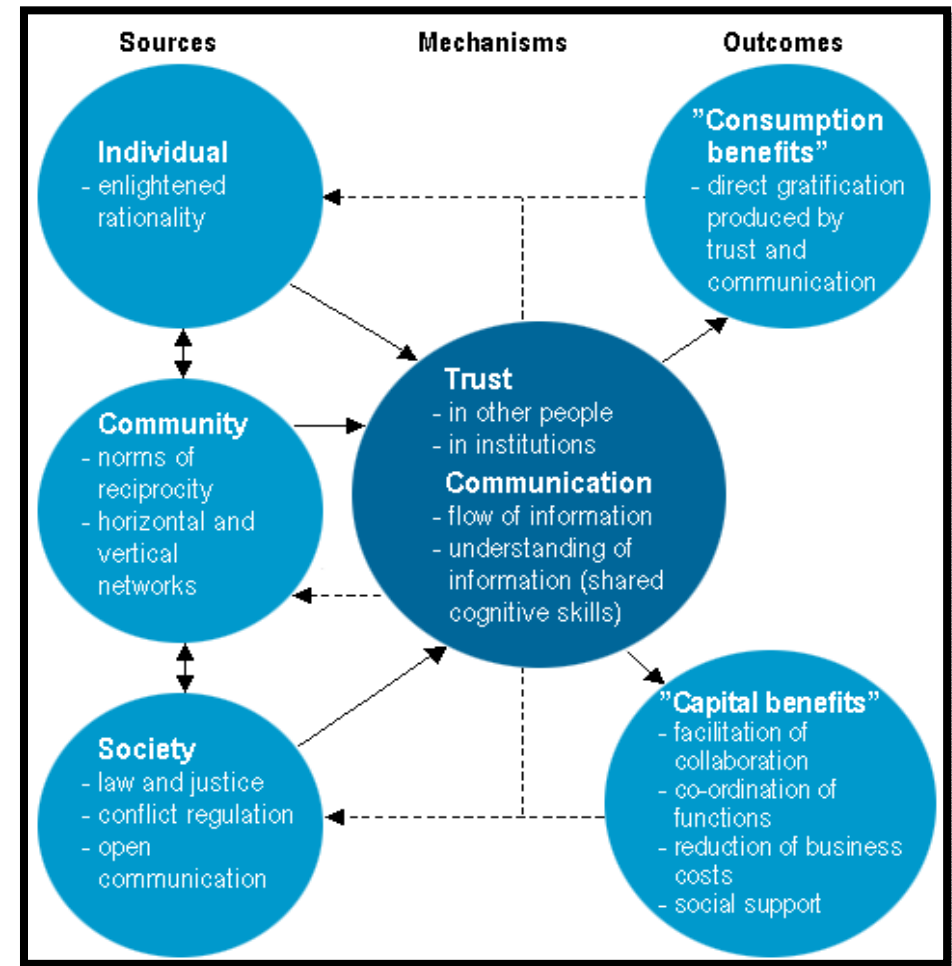 Sources
Mechanisms
Outcomes
Individual
- enlightened
rationality
Community
- norms of
reciprocity
- horizontal and
vertical
networks
Society
- law and justice
- conflict regulation
- open
communication
Trust
- in other people
- in institutions
Communication
- flow of information
- understanding of
information (shared
cognitive skills)
”Consumption
benefits”
- direct gratification
produced by
trust and
communication
”Capital benefits”
- facilitation of
collaboration
- co-ordination of
functions
- reduction of business
costs
- social support